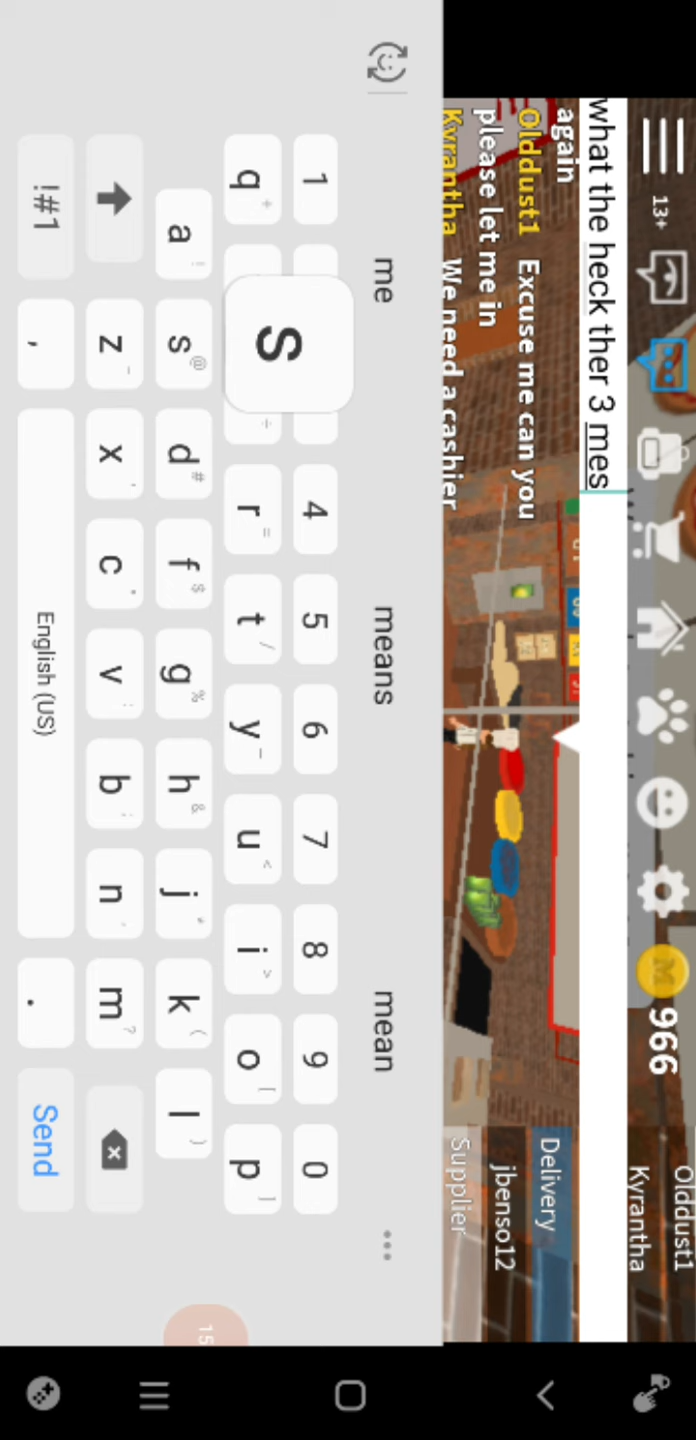 13+
966
what the heck ther 3 mes
again
Olddust1 Excuse me can you
please let me in
Kyrantha We need a cashier
Olddust1
Kyrantha
Delivery
jbenso12
Supplier
me means mean
1 4 5 6 7 8 9 0
q r t y u i o p
S
a s d f g h j k l
z x c v b n m
!#1 , English (US) . Send
15